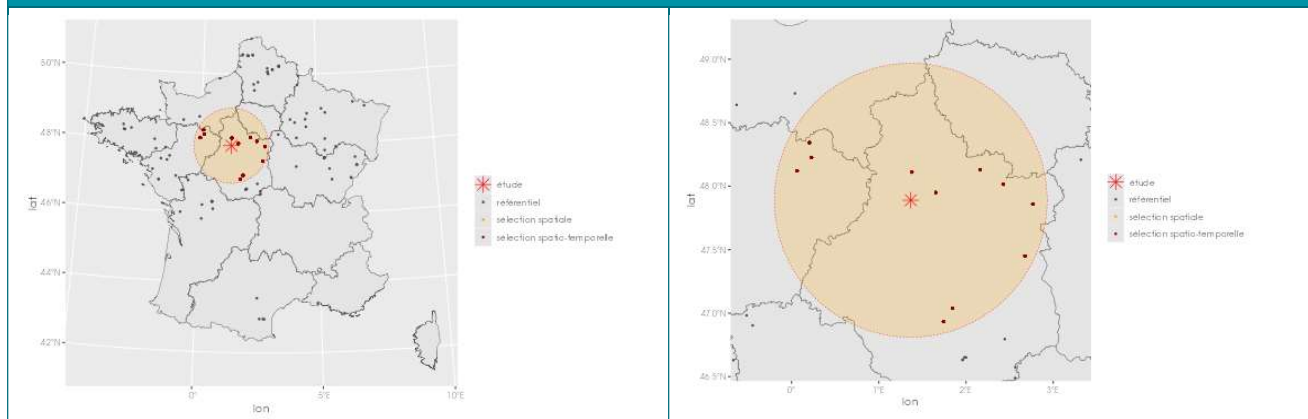 50°N
48°N
46°N
44°N
42°N
lat
0°
5°E
10°E
lon
étude
référentiel
sélection spatiale
sélection spatio-temporelle
49.0°N
48.5°N
48.0°N
47.5°N
47.0°N
46.5°N
lat
0°
1°E
2°E
3°E
lon
étude
référentiel
sélection spatiale
sélection spatio-temporelle